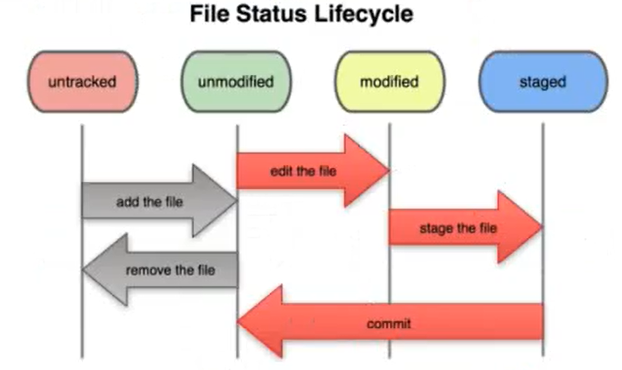 File Status Lifecycle
untracked
unmodified
modified
staged
edit the file
add the file
stage the file
remove the file
commit